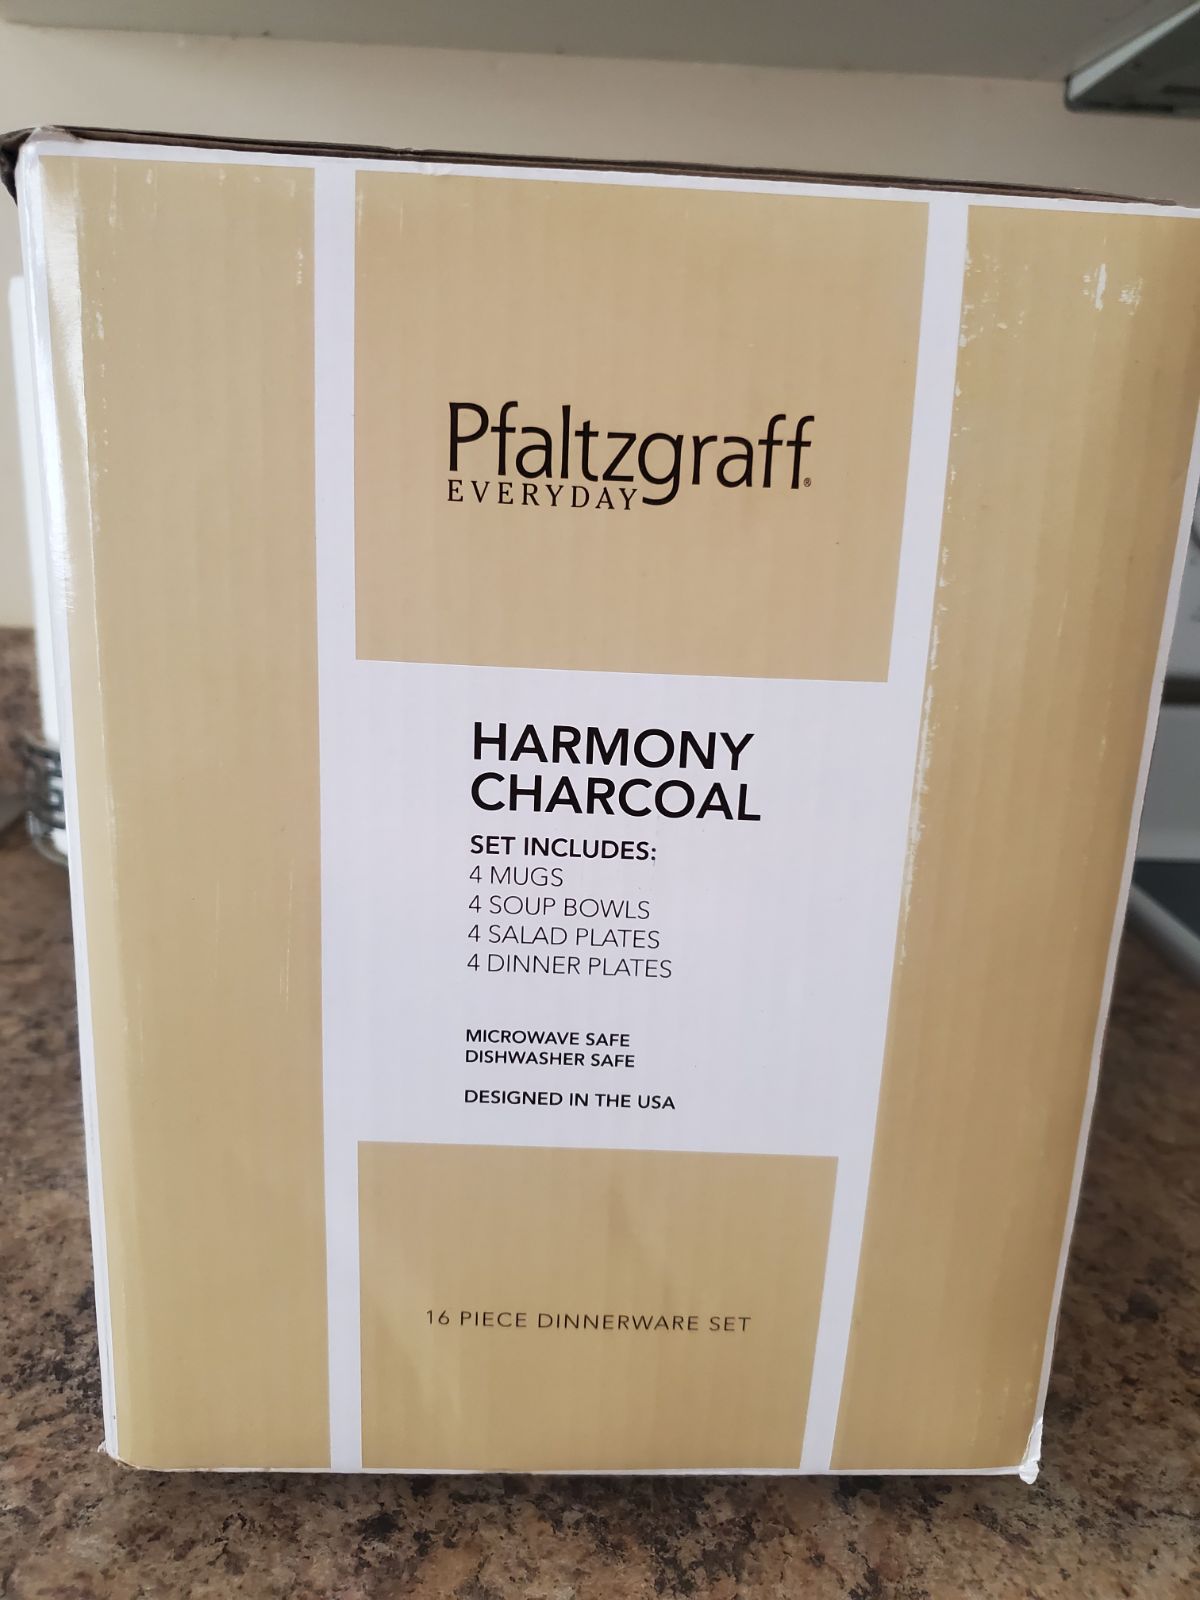 Pfaltzgraff®
EVERYDAY
HARMONY
CHARCOAL
SET INCLUDES:
4 MUGS
4 SOUP BOWLS
4 SALAD PLATES
4 DINNER PLATES
MICROWAVE SAFE
DISHWASHER SAFE
DESIGNED IN THE USA
16 PIECE DINNERWARE SET